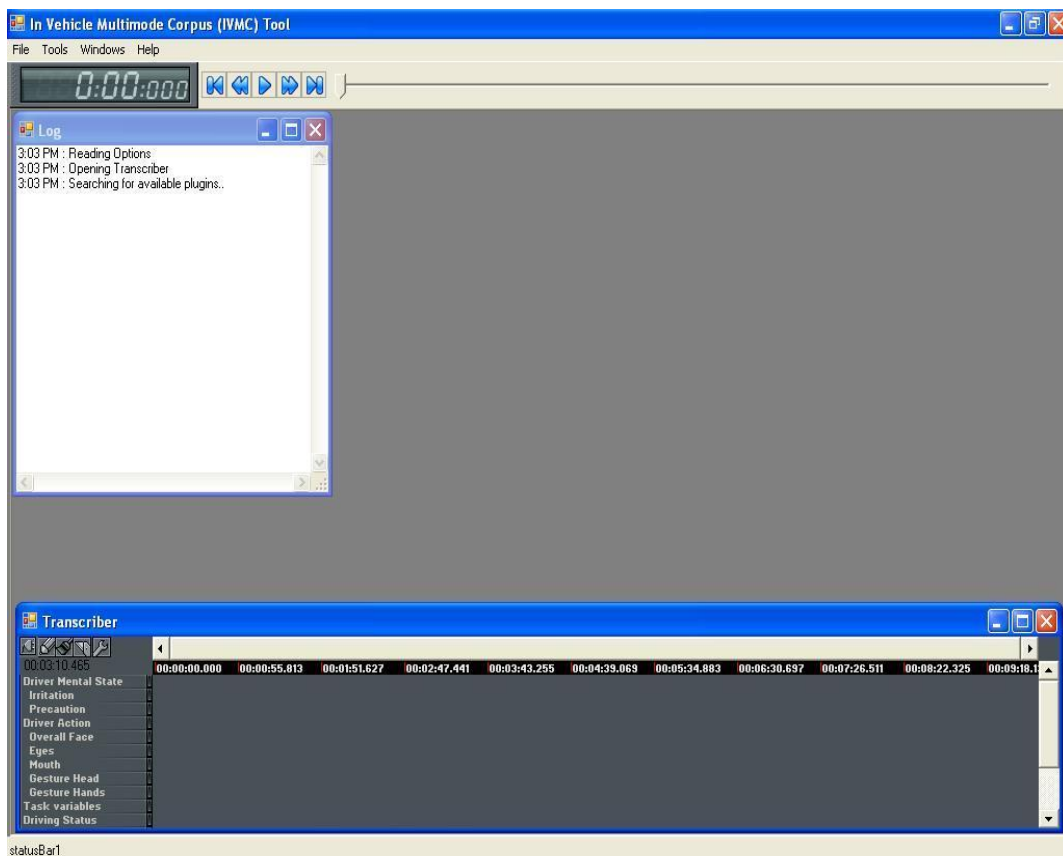 In Vehicle Multimode Corpus (IVMC) Tool
File Tools Windows Help
0:00:000
Log
3:03 PM : Reading Options
3:03 PM : Opening Transcriber
3:03 PM : Searching for available plugins..
Transcriber
00:03:10.465
00:00:00.000 00:00:55.813 00:01:51.627 00:02:47.441 00:03:43.255 00:04:39.069 00:05:34.883 00:06:30.697 00:07:26.511 00:08:22.325 00:09:18.1
Driver Mental State
Irritation
Precaution
Driver Action
Overall Face
Eyes
Mouth
Gesture Head
Gesture Hands
Task variables
Driving Status
statusBar1